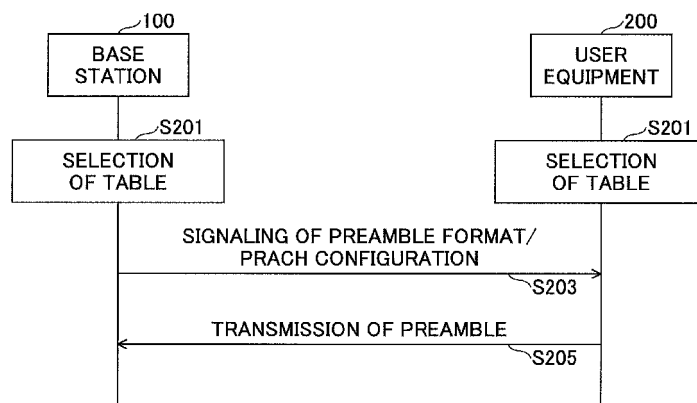 100
BASE
STATION
200
USER
EQUIPMENT
S201
SELECTION
OF TABLE
S201
SELECTION
OF TABLE
SIGNALING OF PREAMBLE FORMAT/
PRACH CONFIGURATION
S203
TRANSMISSION OF PREAMBLE
S205